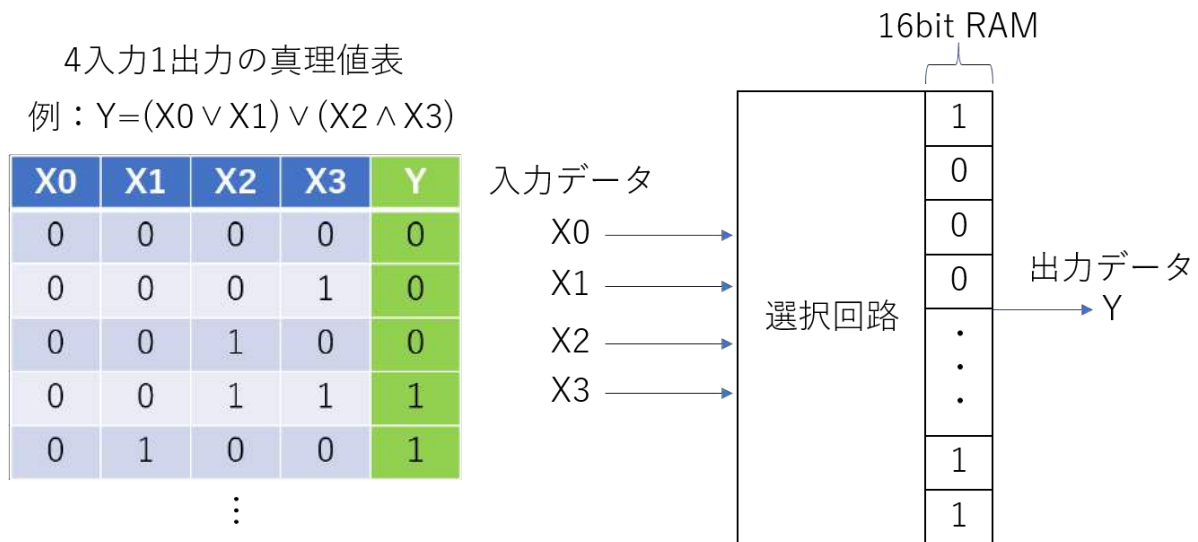 4入力1出力の真理値表
例：Y=(X0∨X1)∨(X2∧X3)
X0 X1 X2 X3 Y
0 0 0 0 0
0 0 0 1 0
0 0 1 0 0
0 0 1 1 1
0 1 0 0 1
⋮
16bit RAM
入力データ
X0
X1
X2
X3
選択回路
1
0
0
0
・
・
・
1
1
出力データ
Y